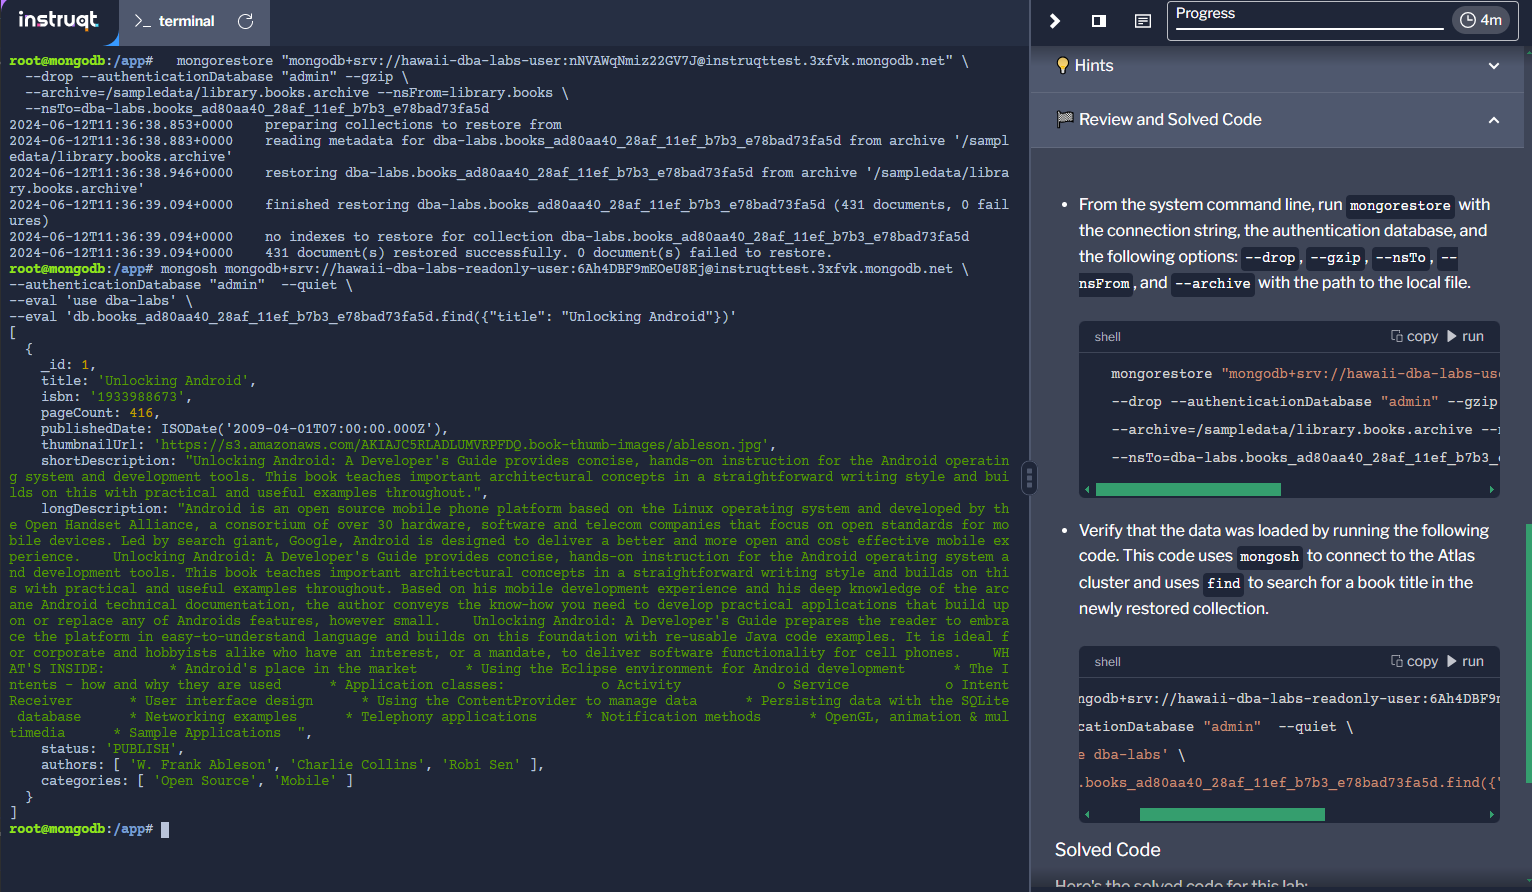 instruqt
>_ terminal
root@mongodb:/app#   mongorestore "mongodb+srv://hawaii-dba-labs-user:nNVAWqNmiz22GV7J@instruqttest.3xfvk.mongodb.net" \
--drop --authenticationDatabase "admin" --gzip \
--archive=/sampledata/library.books.archive --nsFrom=library.books \
--nsTo=dba-labs.books_ad80aa40_28af_11ef_b7b3_e78bad73fa5d
2024-06-12T11:36:38.853+0000    preparing collections to restore from
2024-06-12T11:36:38.883+0000    reading metadata for dba-labs.books_ad80aa40_28af_11ef_b7b3_e78bad73fa5d from archive '/sampl
edata/library.books.archive'
2024-06-12T11:36:38.946+0000    restoring dba-labs.books_ad80aa40_28af_11ef_b7b3_e78bad73fa5d from archive '/sampledata/libra
ry.books.archive'
2024-06-12T11:36:39.094+0000    finished restoring dba-labs.books_ad80aa40_28af_11ef_b7b3_e78bad73fa5d (431 documents, 0 fail
ures)
2024-06-12T11:36:39.094+0000    no indexes to restore for collection dba-labs.books_ad80aa40_28af_11ef_b7b3_e78bad73fa5d
2024-06-12T11:36:39.094+0000    431 document(s) restored successfully. 0 document(s) failed to restore.
root@mongodb:/app# mongosh mongodb+srv://hawaii-dba-labs-readonly-user:6Ah4DBF9mEOeU8Ej@instruqttest.3xfvk.mongodb.net \
--authenticationDatabase "admin"  --quiet \
--eval 'use dba-labs' \
--eval 'db.books_ad80aa40_28af_11ef_b7b3_e78bad73fa5d.find({"title": "Unlocking Android"})'
[
{
_id: 1,
title: 'Unlocking Android',
isbn: '1933988673',
pageCount: 416,
publishedDate: ISODate('2009-04-01T07:00:00.000Z'),
thumbnailUrl: 'https://s3.amazonaws.com/AKIAJC5RLADLUMVRPFDQ.book-thumb-images/ableson.jpg',
shortDescription: "Unlocking Android: A Developer's Guide provides concise, hands-on instruction for the Android operatin
g system and development tools. This book teaches important architectural concepts in a straightforward writing style and bui
lds on this with practical and useful examples throughout.",
longDescription: "Android is an open source mobile phone platform based on the Linux operating system and developed by th
e Open Handset Alliance, a consortium of over 30 hardware, software and telecom companies that focus on open standards for mo
bile devices. Led by search giant, Google, Android is designed to deliver a better and more open and cost effective mobile ex
perience.    Unlocking Android: A Developer's Guide provides concise, hands-on instruction for the Android operating system a
nd development tools. This book teaches important architectural concepts in a straightforward writing style and builds on thi
s with practical and useful examples throughout. Based on his mobile development experience and his deep knowledge of the arc
ane Android technical documentation, the author conveys the know-how you need to develop practical applications that build up
on or replace any of Androids features, however small.    Unlocking Android: A Developer's Guide prepares the reader to embra
ce the platform in easy-to-understand language and builds on this foundation with re-usable Java code examples. It is ideal f
or corporate and hobbyists alike who have an interest, or a mandate, to deliver software functionality for cell phones.    WH
AT'S INSIDE:        * Android's place in the market      * Using the Eclipse environment for Android development      * The I
ntents - how and why they are used      * Application classes:            o Activity            o Service            o Intent
Receiver       * User interface design      * Using the ContentProvider to manage data      * Persisting data with the SQLite
database      * Networking examples      * Telephony applications      * Notification methods      * OpenGL, animation & mul
timedia      * Sample Applications  ",
status: 'PUBLISH',
authors: [ 'W. Frank Ableson', 'Charlie Collins', 'Robi Sen' ],
categories: [ 'Open Source', 'Mobile' ]
}
]
root@mongodb:/app#
Progress
4m
Hints
Review and Solved Code
• From the system command line, run mongorestore with
the connection string, the authentication database, and
the following options: --drop, --gzip, --nsTo, --
nsFrom, and --archive with the path to the local file.
shell copy run
mongorestore "mongodb+srv://hawaii-dba-labs-use
--drop --authenticationDatabase "admin" --gzip
--archive=/sampledata/library.books.archive --n
--nsTo=dba-labs.books_ad80aa40_28af_11ef_b7b3_e
• Verify that the data was loaded by running the following
code. This code uses mongosh to connect to the Atlas
cluster and uses find to search for a book title in the
newly restored collection.
shell copy run
ngodb+srv://hawaii-dba-labs-readonly-user:6Ah4DBF9m
cationDatabase "admin"  --quiet \
e dba-labs' \
.books_ad80aa40_28af_11ef_b7b3_e78bad73fa5d.find({"
Solved Code
Here's the solved code for this lab: